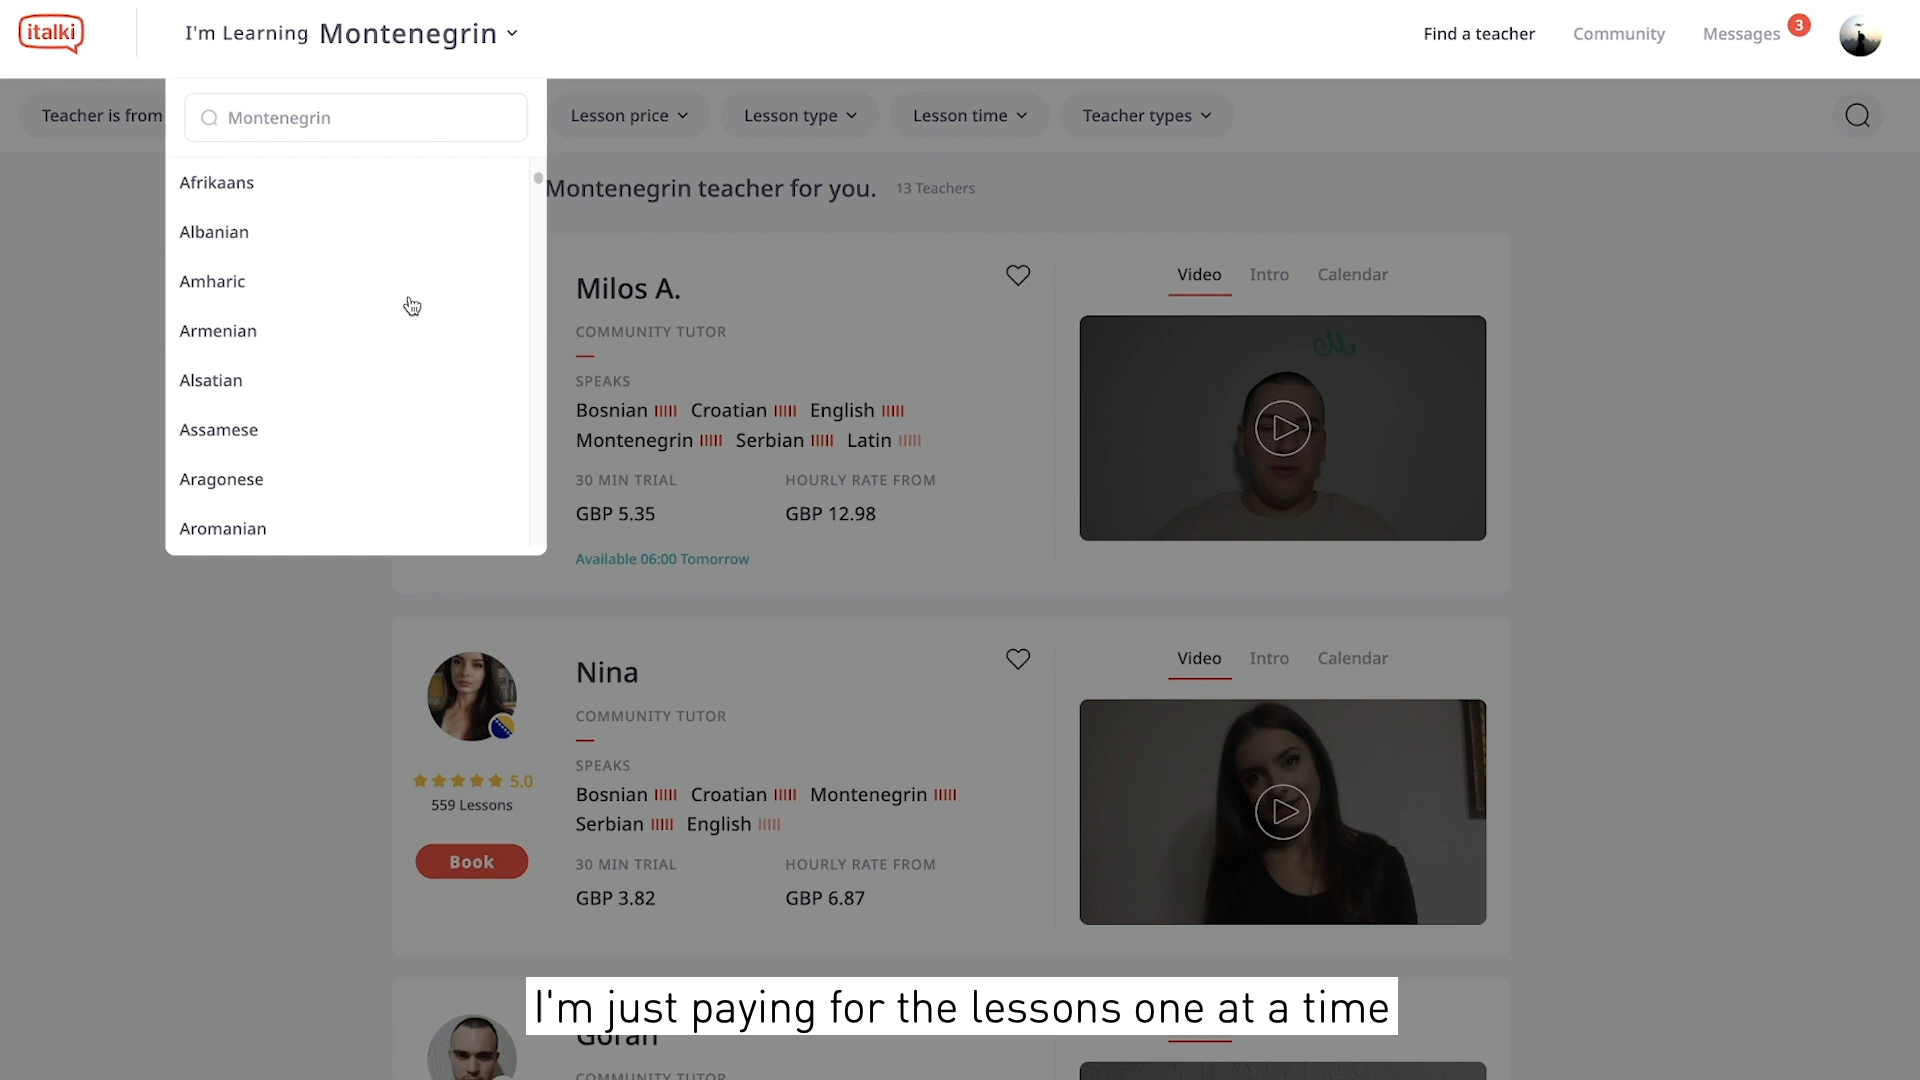 italki
I'm Learning Montenegrin
Find a teacher
Community
Messages
3
Montenegrin
Afrikaans
Albanian
Amharic
Armenian
Alsatian
Assamese
Aragonese
Aromanian
Teacher is from
Lesson price
Lesson type
Lesson time
Teacher types
Montenegrin teacher for you. 13 Teachers
Milos A.
COMMUNITY TUTOR
SPEAKS
Bosnian Croatian English
Montenegrin Serbian Latin
30 MIN TRIAL HOURLY RATE FROM
GBP 5.35 GBP 12.98
Available 06:00 Tomorrow
Video Intro Calendar
5.0
559 Lessons
Book
Nina
COMMUNITY TUTOR
SPEAKS
Bosnian Croatian Montenegrin
Serbian English
30 MIN TRIAL HOURLY RATE FROM
GBP 3.82 GBP 6.87
Video Intro Calendar
I'm just paying for the lessons one at a time
Goran
COMMUNITY TUTOR